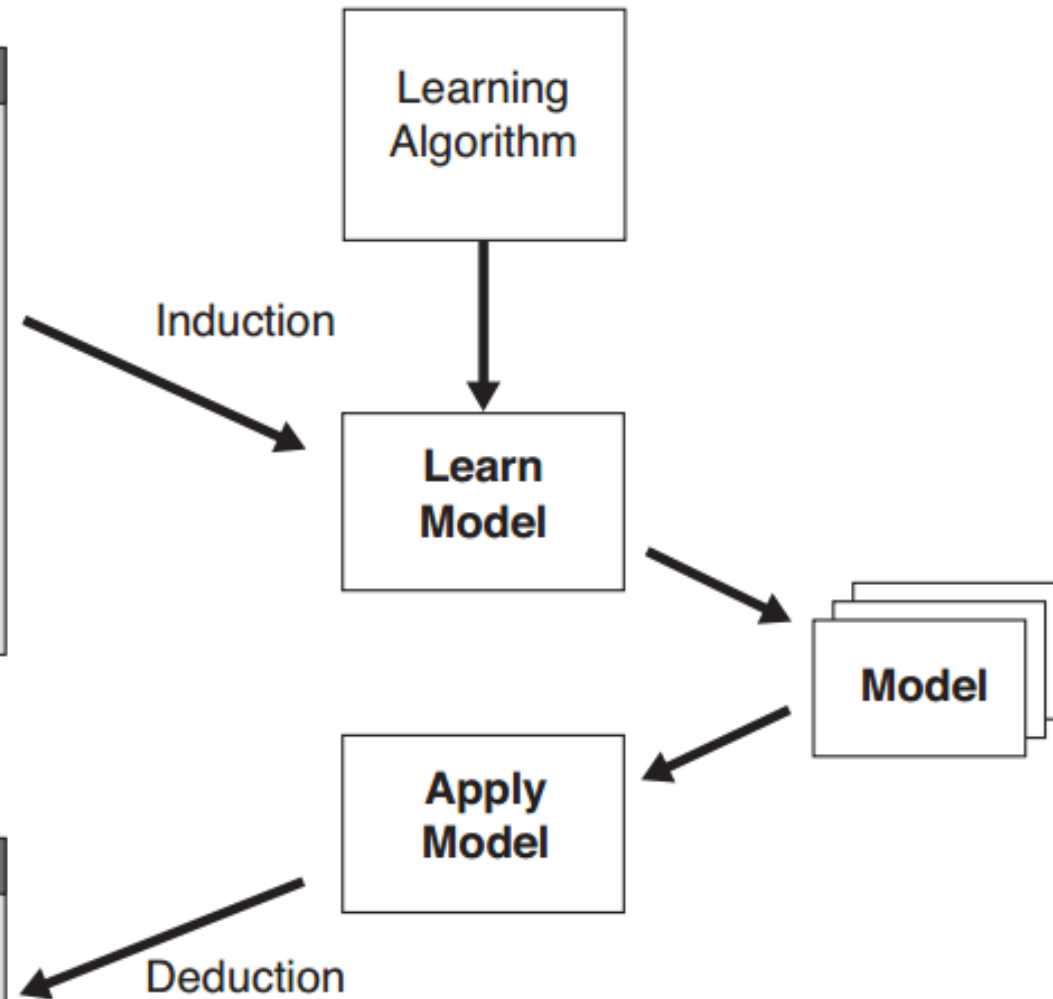 Learning
Algorithm
Induction
Learn
Model
Model
Apply
Model
Deduction